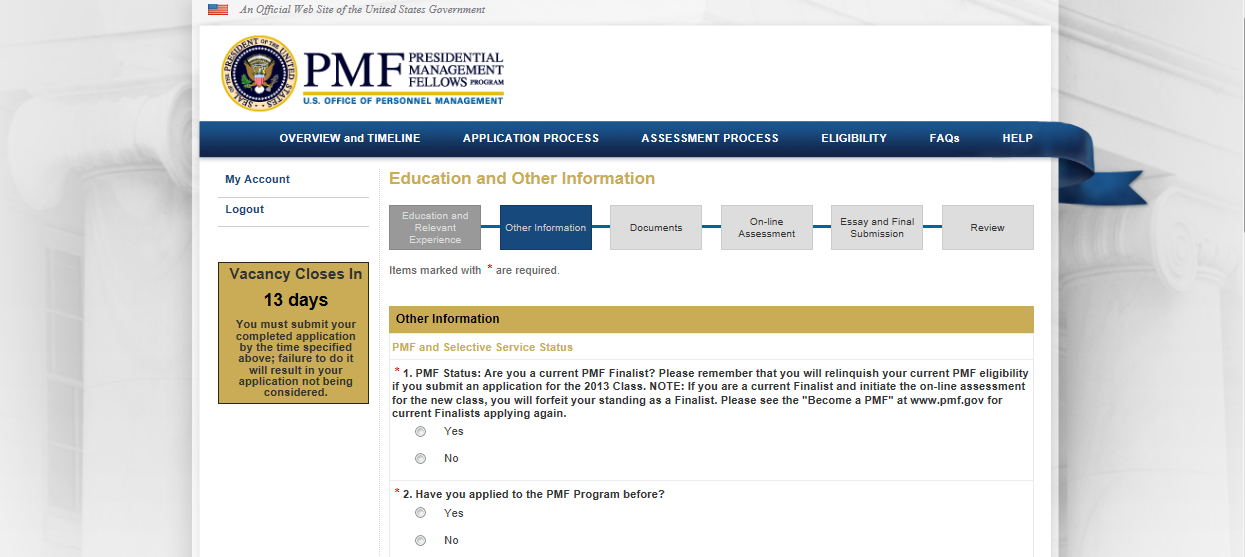 An Official Web Site of the United States Government
PMF PRESIDENTIAL
MANAGEMENT
FELLOWS PROGRAM
U.S. OFFICE OF PERSONNEL MANAGEMENT
SEAL OF THE PRESIDENT OF THE UNITED STATES
OVERVIEW and TIMELINE APPLICATION PROCESS ASSESSMENT PROCESS ELIGIBILITY FAQs HELP
My Account
Logout
Vacancy Closes In
13 days
You must submit your
completed application
by the time specified
above; failure to do it
will result in your
application not being
considered.
Education and Other Information
Education and
Relevant
Experience
Other Information
Documents
On-line
Assessment
Essay and Final
Submission
Review
Items marked with * are required.
Other Information
PMF and Selective Service Status
* 1. PMF Status: Are you a current PMF Finalist? Please remember that you will relinquish your current PMF eligibility
if you submit an application for the 2013 Class. NOTE: If you are a current Finalist and initiate the on-line assessment
for the new class, you will forfeit your standing as a Finalist. Please see the "Become a PMF" at www.pmf.gov for
current Finalists applying again.
Yes
No
* 2. Have you applied to the PMF Program before?
Yes
No